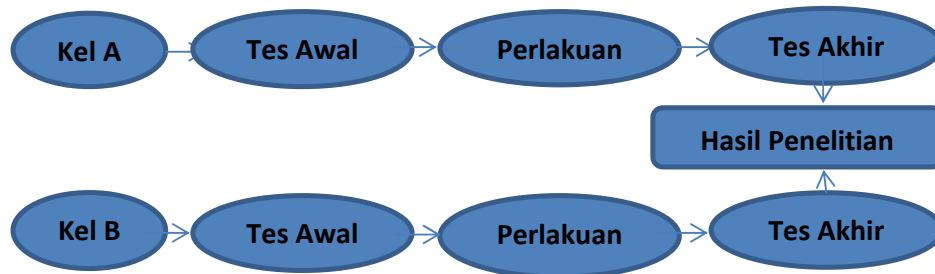 Kel A
Tes Awal
Perlakuan
Tes Akhir
Hasil Penelitian
Kel B
Tes Awal
Perlakuan
Tes Akhir